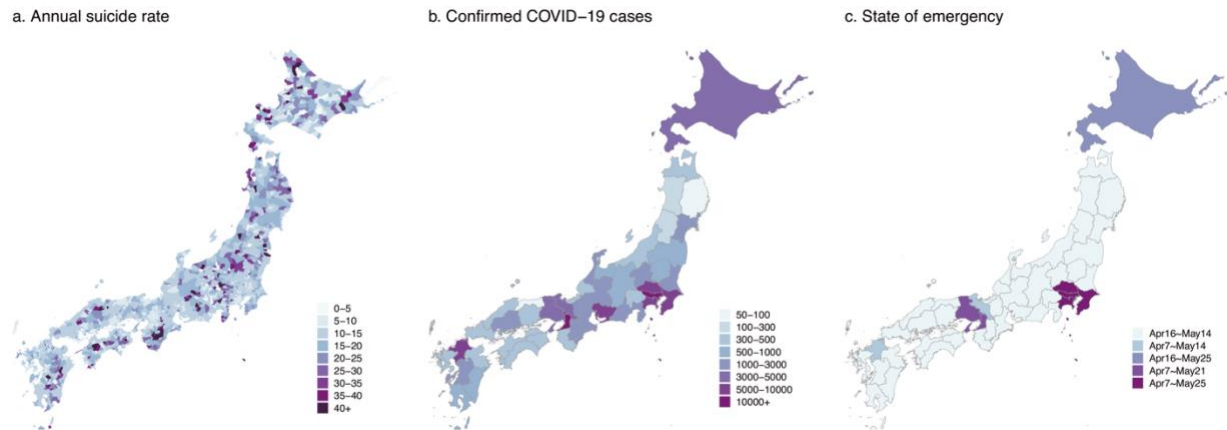 a. Annual suicide rate
b. Confirmed COVID−19 cases
c. State of emergency
0−5
5−10
10−15
15−20
20−25
25−30
30−35
35−40
40+
50−100
100−300
300−500
500−1000
1000−3000
3000−5000
5000−10000
10000+
Apr16~May14
Apr7~May14
Apr16~May25
Apr7~May21
Apr7~May25